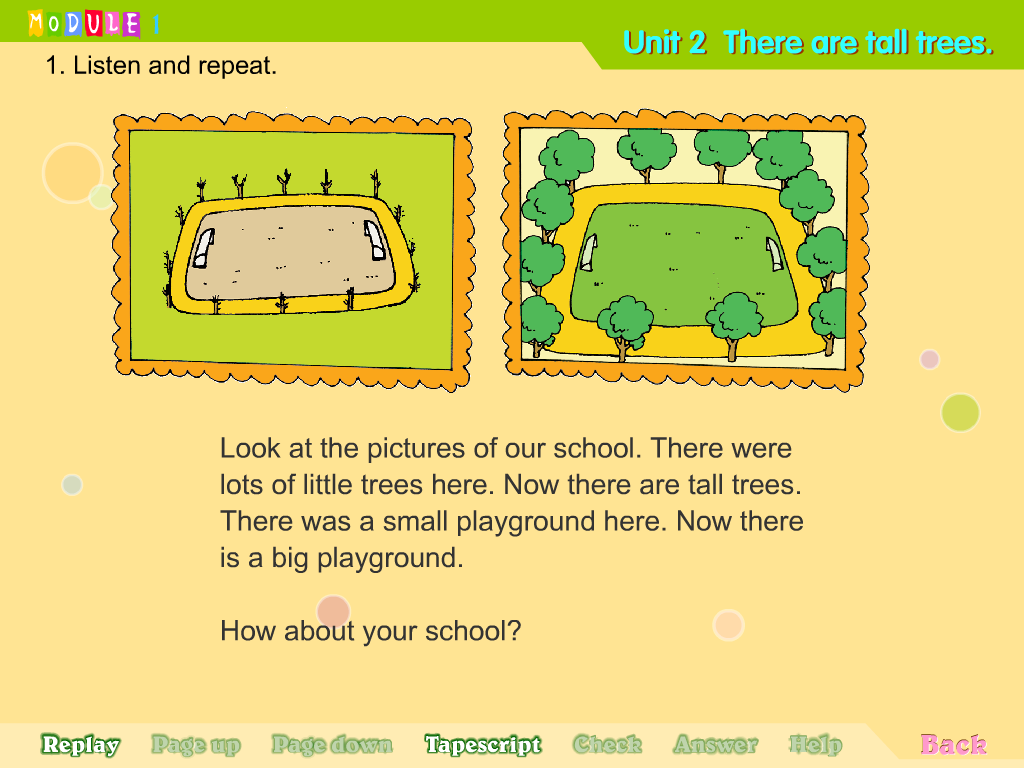 MODULE 1
Unit 2 There are tall trees.
1. Listen and repeat.
Look at the pictures of our school. There were
lots of little trees here. Now there are tall trees.
There was a small playground here. Now there
is a big playground.
How about your school?
Replay Page up Page down Tapescript Check Answer Help Back